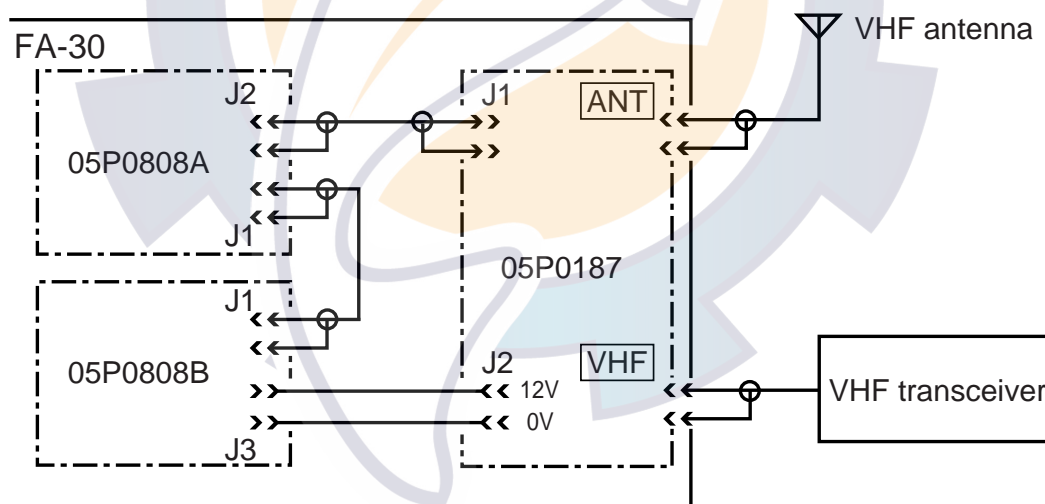 FA-30
VHF antenna
J2
J1
ANT
05P0808A
J1
05P0187
J1
05P0808B
J2
VHF
12V
0V
VHF transceiver
J3